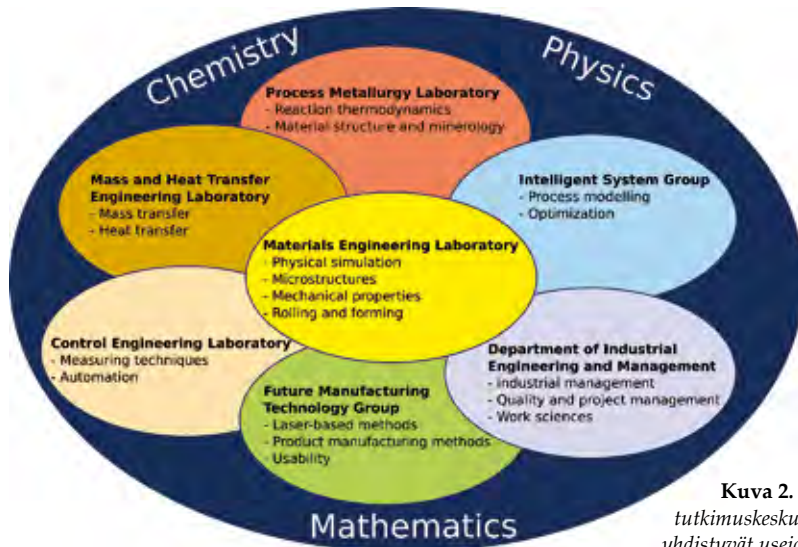 Chemistry
Physics
Process Metallurgy Laboratory
- Reaction thermodynamics
- Material structure and minerology
Mass and Heat Transfer
Engineering Laboratory
- Mass transfer
- Heat transfer
Intelligent System Group
- Process modelling
- Optimization
Materials Engineering Laboratory
- Physical simulation
- Microstructures
- Mechanical properties
- Rolling and forming
Control Engineering Laboratory
- Measuring techniques
- Automation
Department of Industrial
Engineering and Management
- industrial management
- Quality and project management
- Work sciences
Future Manufacturing
Technology Group
- Laser-based methods
- Product manufacturing methods
- Usability
Mathematics
Kuva 2.
tutkimuskesku
yhdistyvät